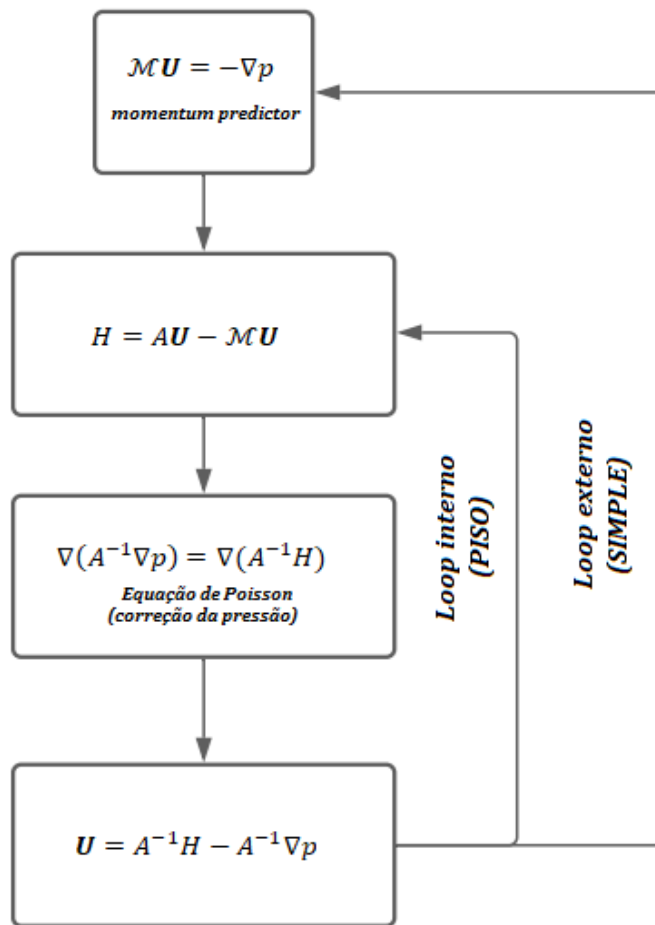 ℳ𝑼 = −∇p
momentum predictor
H = A𝑼 − ℳ𝑼
∇(A⁻¹∇p) = ∇(A⁻¹H)
Equação de Poisson
(correção da pressão)
𝑼 = A⁻¹H − A⁻¹∇p
Loop interno
(PISO)
Loop externo
(SIMPLE)